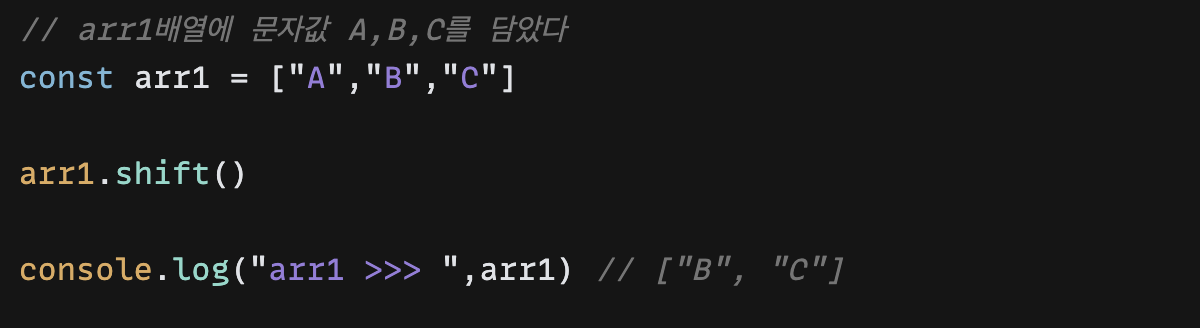 // arr1배열에 문자값 A,B,C를 담았다
const arr1 = ["A","B","C"]
arr1.shift()
console.log("arr1 >>> ",arr1) // ["B", "C"]